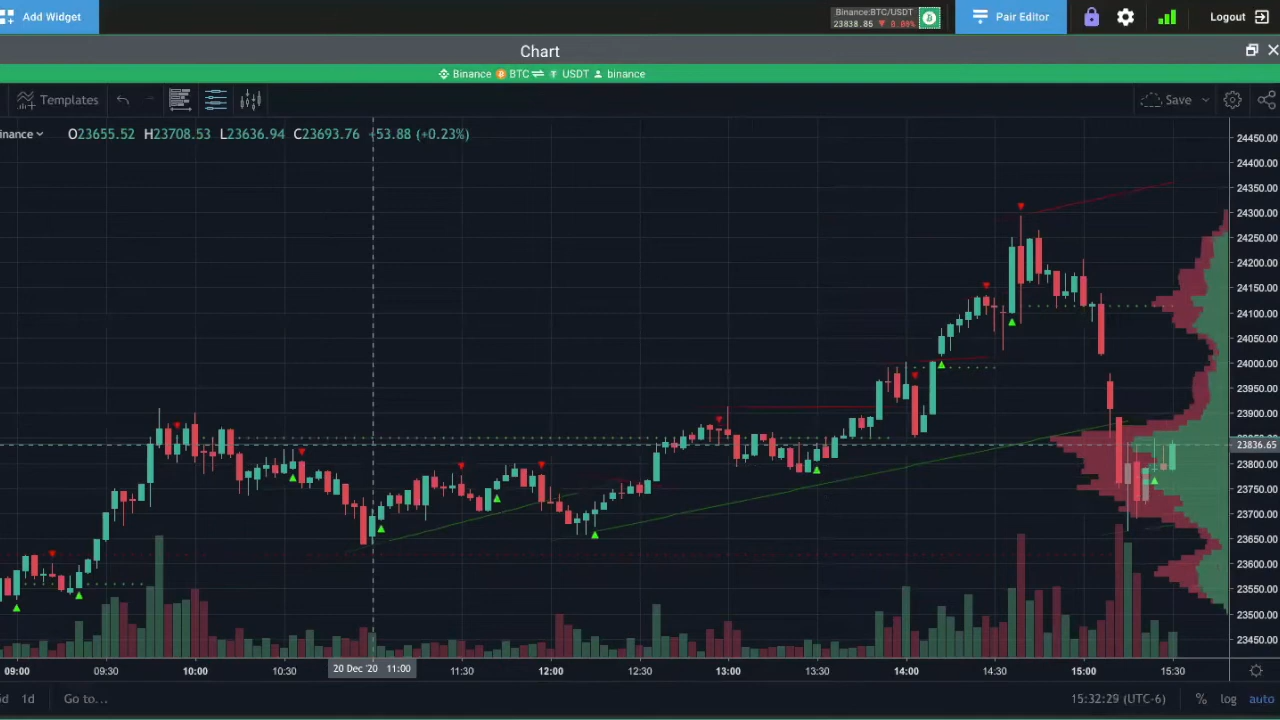 Add Widget
Binance:BTC/USDT
23838.85 ▼ 0.00%
Pair Editor
Logout
Chart
Binance BTC ⇌ USDT binance
Templates
Save
inance
O23655.52 H23708.53 L23636.94 C23693.76 +53.88 (+0.23%)
24450.00
24400.00
24350.00
24300.00
24250.00
24200.00
24150.00
24100.00
24050.00
24000.00
23950.00
23900.00
23836.65
23800.00
23750.00
23700.00
23650.00
23600.00
23550.00
23500.00
23450.00
09:00 09:30 10:00 10:30 20 Dec '20 11:00 11:30 12:00 12:30 13:00 13:30 14:00 14:30 15:00 15:30
d 1d Go to... 15:32:29 (UTC-6) % log auto